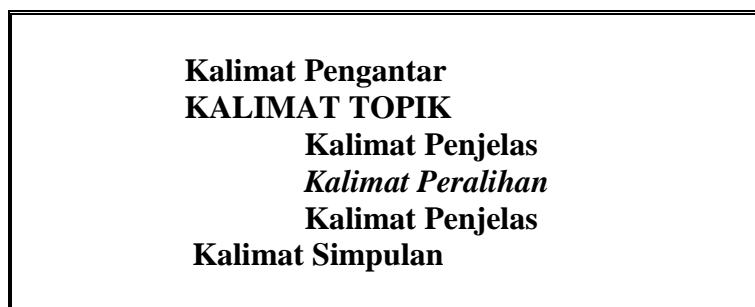 Kalimat Pengantar
KALIMAT TOPIK
Kalimat Penjelas
Kalimat Peralihan
Kalimat Penjelas
Kalimat Simpulan